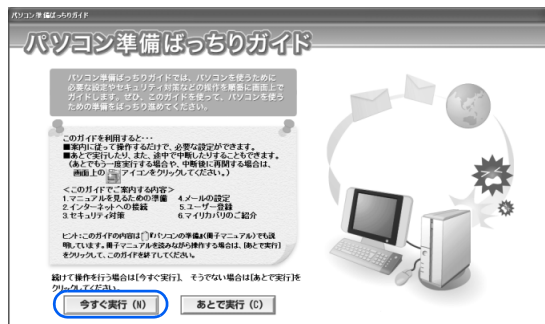 パソコン準備ばっちりガイド
パソコン準備ばっちりガイド
パソコン準備ばっちりガイドでは、パソコンを使うために
必要な設定やセキュリティ対策などの操作を順番に画面上で
ガイドします。ぜひ、このガイドを使って、パソコンを使う
ための準備をばっちり進めてください。
このガイドを利用すると・・・
■案内に従って操作するだけで、必要な設定ができます。
■あとで実行したり、また、途中で中断したりすることもできます。
(あとでもう一度実行する場合や、中断後に再開する場合は、
画面上の アイコンをクリックしてください。)
<このガイドでご案内する内容>
1.マニュアルを見るための準備 4.メールの設定
2.インターネットへの接続 5.ユーザー登録
3.セキュリティ対策 6.マイリカバリのご紹介
ヒント:このガイドの内容は『パソコンの準備』(冊子マニュアル)でも説
明しています。冊子マニュアルを読みながら操作する場合は、[あとで実行]
をクリックして、このガイドを終了してください。
続けて操作を行う場合は[今すぐ実行]、そうでない場合は[あとで実行]を
クリックしてください。
今すぐ実行 (N) あとで実行 (C)